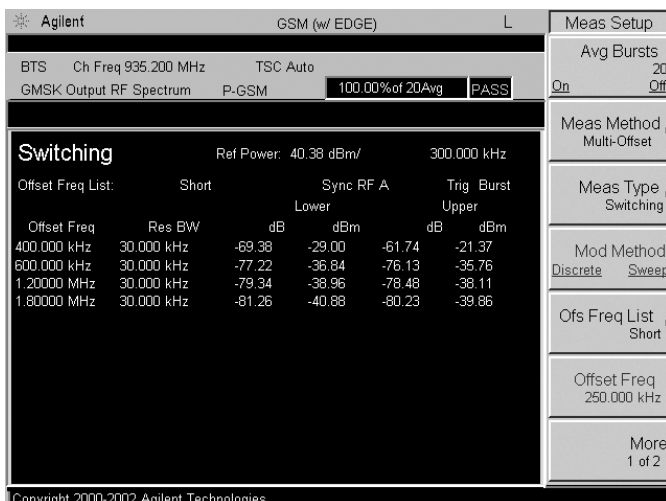 Agilent GSM (w/ EDGE) L
BTS Ch Freq 935.200 MHz TSC Auto
GMSK Output RF Spectrum P-GSM 100.00%of 20Avg PASS
Switching Ref Power: 40.38 dBm/ 300.000 kHz
Offset Freq List: Short Sync RF A Trig Burst
Lower Upper
Offset Freq Res BW dB dBm dB dBm
400.000 kHz 30.000 kHz -69.38 -29.00 -61.74 -21.37
600.000 kHz 30.000 kHz -77.22 -36.84 -76.13 -35.76
1.20000 MHz 30.000 kHz -79.34 -38.96 -78.48 -38.11
1.80000 MHz 30.000 kHz -81.26 -40.88 -80.23 -39.86
Copyright 2000-2002 Agilent Technologies
Meas Setup
Avg Bursts
20
On Off
Meas Method
Multi-Offset
Meas Type
Switching
Mod Method
Discrete Sweep
Ofs Freq List
Short
Offset Freq
250.000 kHz
More
1 of 2